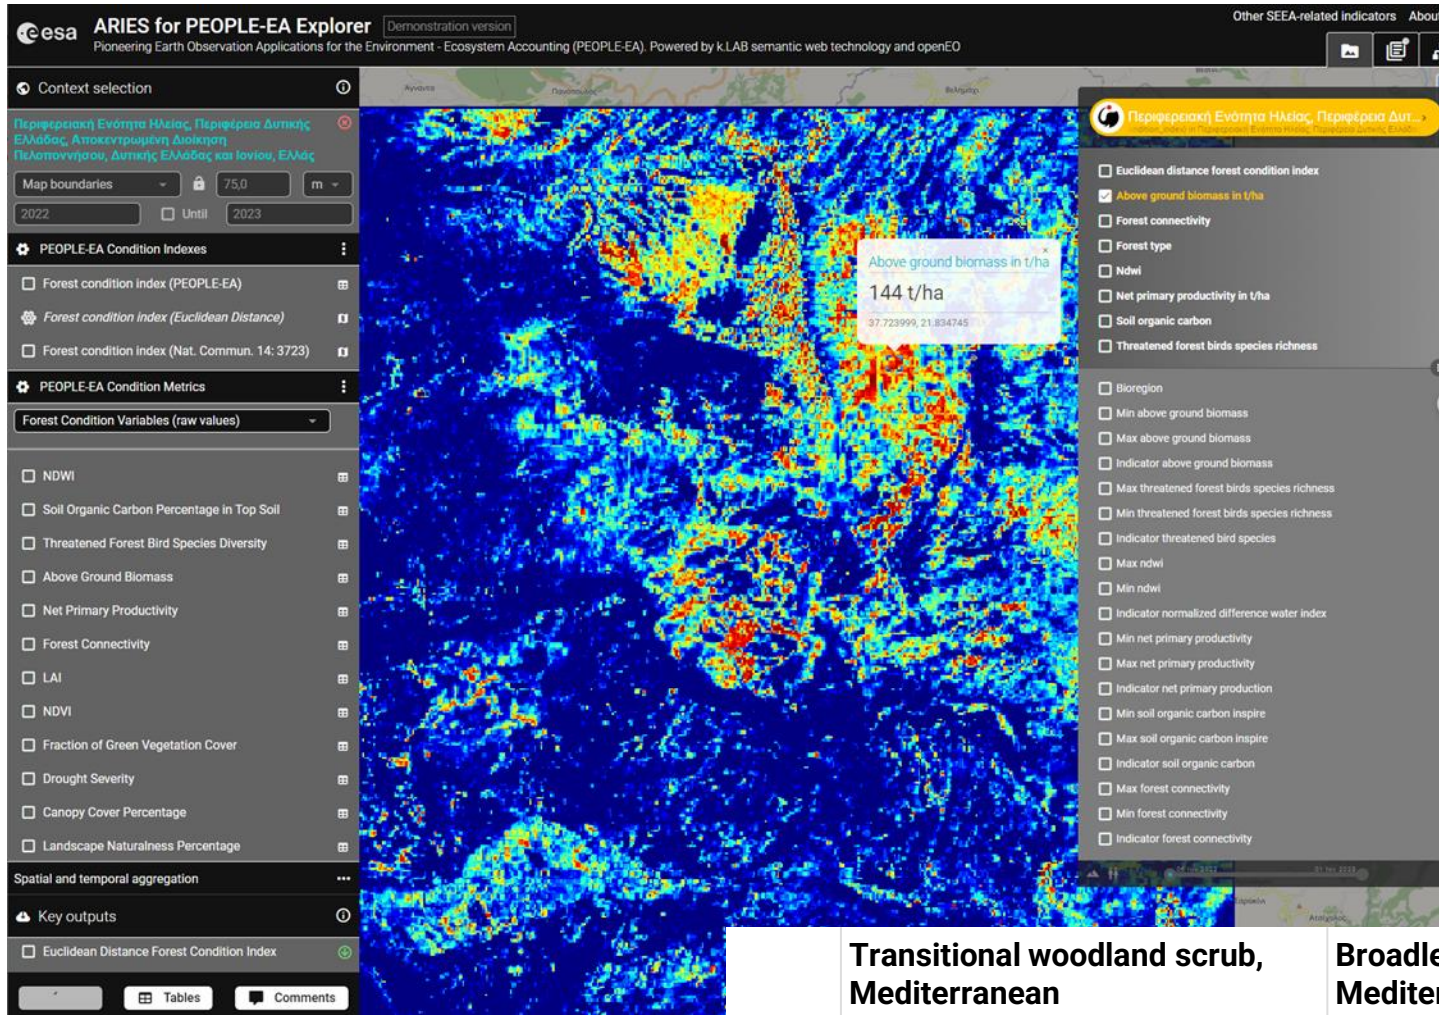 esa
ARIES for PEOPLE-EA Explorer
Demonstration version
Pioneering Earth Observation Applications for the Environment - Ecosystem Accounting (PEOPLE-EA). Powered by k.LAB semantic web technology and openEO
Other SEEA-related indicators About
Context selection
Περιφερειακή Ενότητα Ηλείας, Περιφέρεια Δυτικής
Ελλάδας, Αποκεντρωμένη Διοίκηση
Πελοποννήσου, Δυτικής Ελλάδας και Ιονίου, Ελλάς
Map boundaries
75,0
m
2022
Until
2023
PEOPLE-EA Condition Indexes
Forest condition index (PEOPLE-EA)
Forest condition index (Euclidean Distance)
Forest condition index (Nat. Commun. 14: 3723)
PEOPLE-EA Condition Metrics
Forest Condition Variables (raw values)
NDWI
Soil Organic Carbon Percentage in Top Soil
Threatened Forest Bird Species Diversity
Above Ground Biomass
Net Primary Productivity
Forest Connectivity
LAI
NDVI
Fraction of Green Vegetation Cover
Drought Severity
Canopy Cover Percentage
Landscape Naturalness Percentage
Spatial and temporal aggregation
Key outputs
Euclidean Distance Forest Condition Index
Tables
Comments
Above ground biomass in t/ha
×
144 t/ha
37.723999, 21.834745
Περιφερειακή Ενότητα Ηλείας, Περιφέρεια Δυτ...
Euclidean distance forest condition index
Above ground biomass in t/ha
Forest connectivity
Forest type
Ndwi
Net primary productivity in t/ha
Soil organic carbon
Threatened forest birds species richness
Bioregion
Min above ground biomass
Max above ground biomass
Indicator above ground biomass
Max threatened forest birds species richness
Min threatened forest birds species richness
Indicator threatened bird species
Max ndwi
Min ndwi
Indicator normalized difference water index
Min net primary productivity
Max net primary productivity
Indicator net primary production
Min soil organic carbon inspire
Max soil organic carbon inspire
Indicator soil organic carbon
Max forest connectivity
Min forest connectivity
Indicator forest connectivity
Transitional woodland scrub,
Mediterranean
Broadle
Mediter